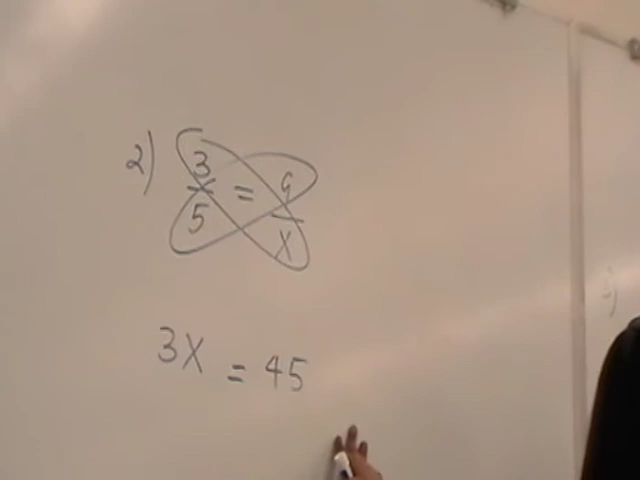 2) 3/5 = 9/X
3X = 45